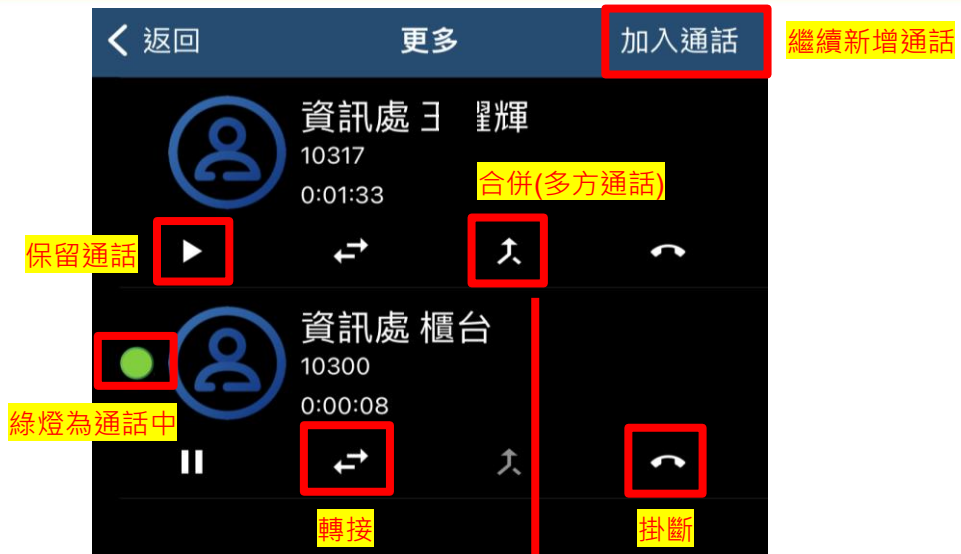 返回
更多
加入通話
繼續新增通話
資訊處
輝
10317
0:01:33
合併(多方通話)
保留通話
資訊處 櫃台
10300
0:00:08
綠燈為通話中
轉接
掛斷